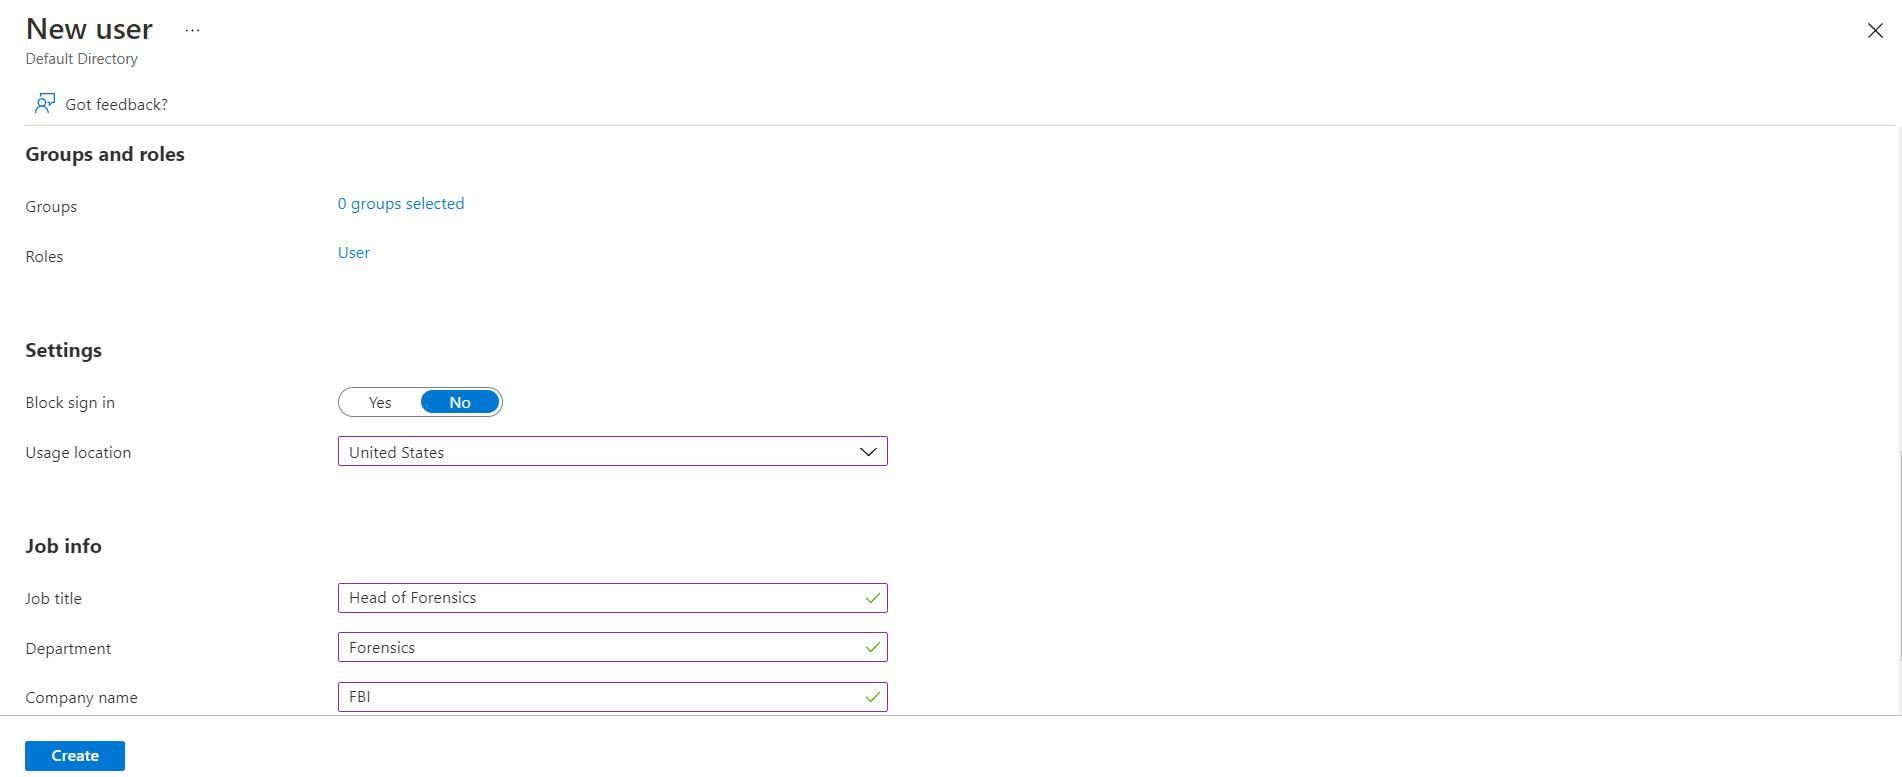 New user ...
Default Directory
Got feedback?
Groups and roles
Groups 0 groups selected
Roles User
Settings
Block sign in Yes No
Usage location United States
Job info
Job title Head of Forensics
Department Forensics
Company name FBI
Create